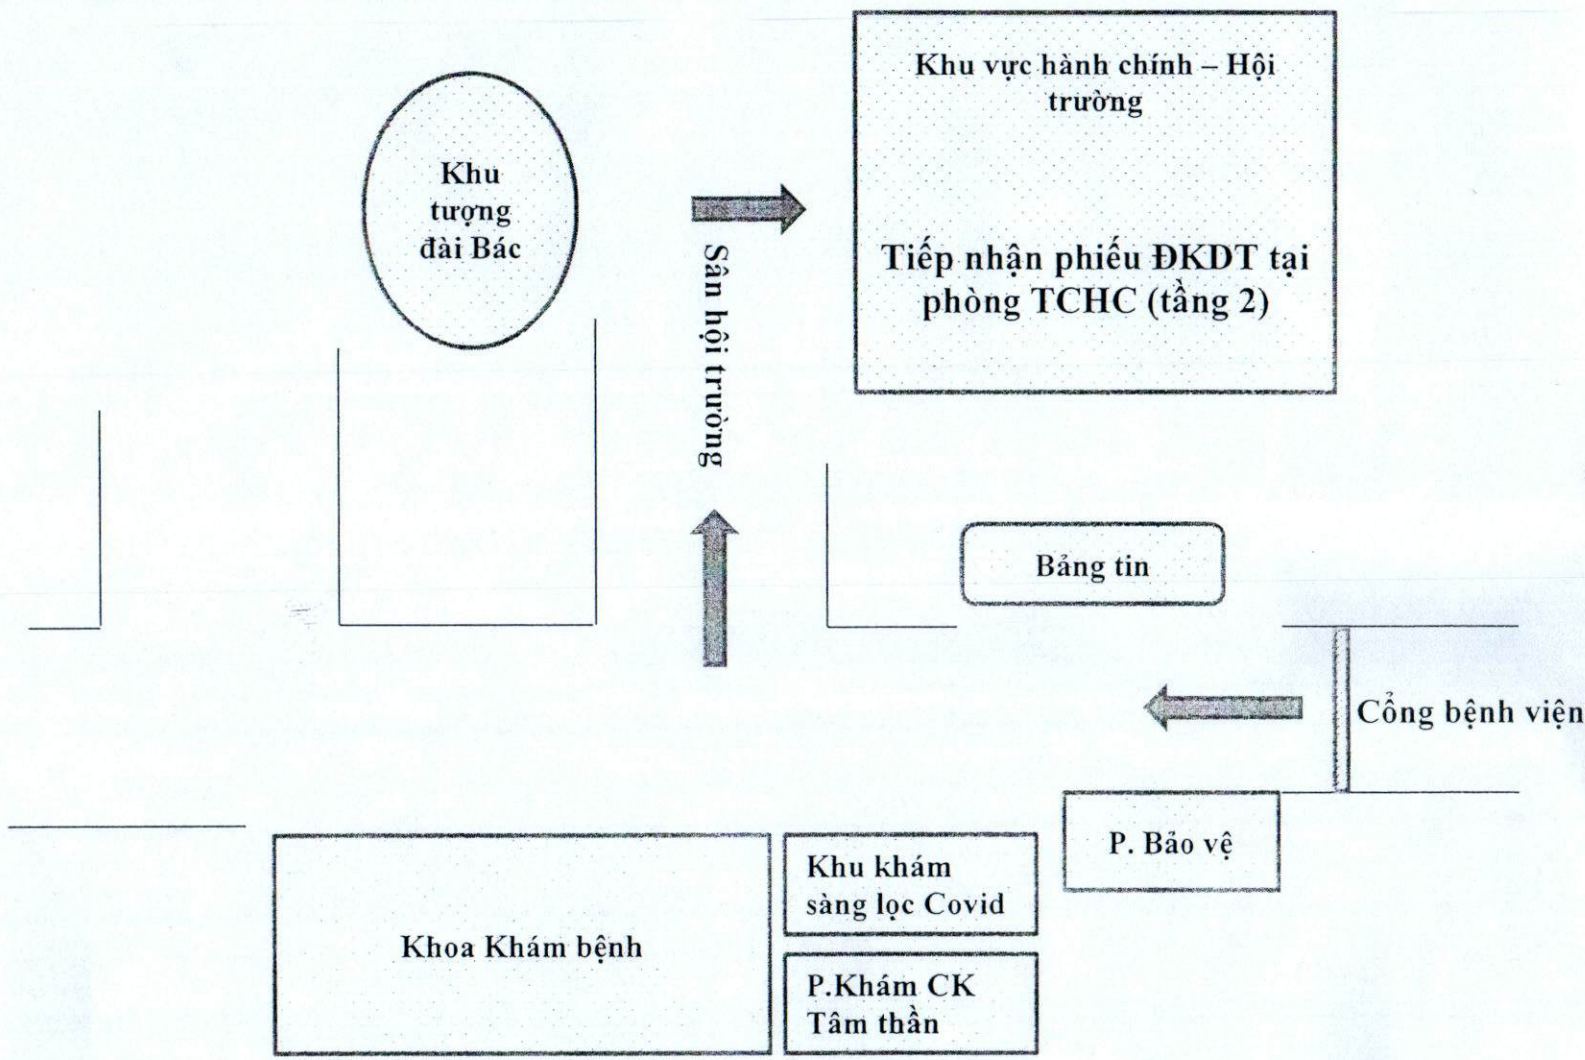 Khu vực hành chính – Hội
trường
Khu
tượng
đài Bác
Sân hội trường
Tiếp nhận phiếu ĐKDT tại
phòng TCHC (tầng 2)
Bảng tin
Cổng bệnh viện
P. Bảo vệ
Khu khám
sàng lọc Covid
Khoa Khám bệnh
P.Khám CK
Tâm thần